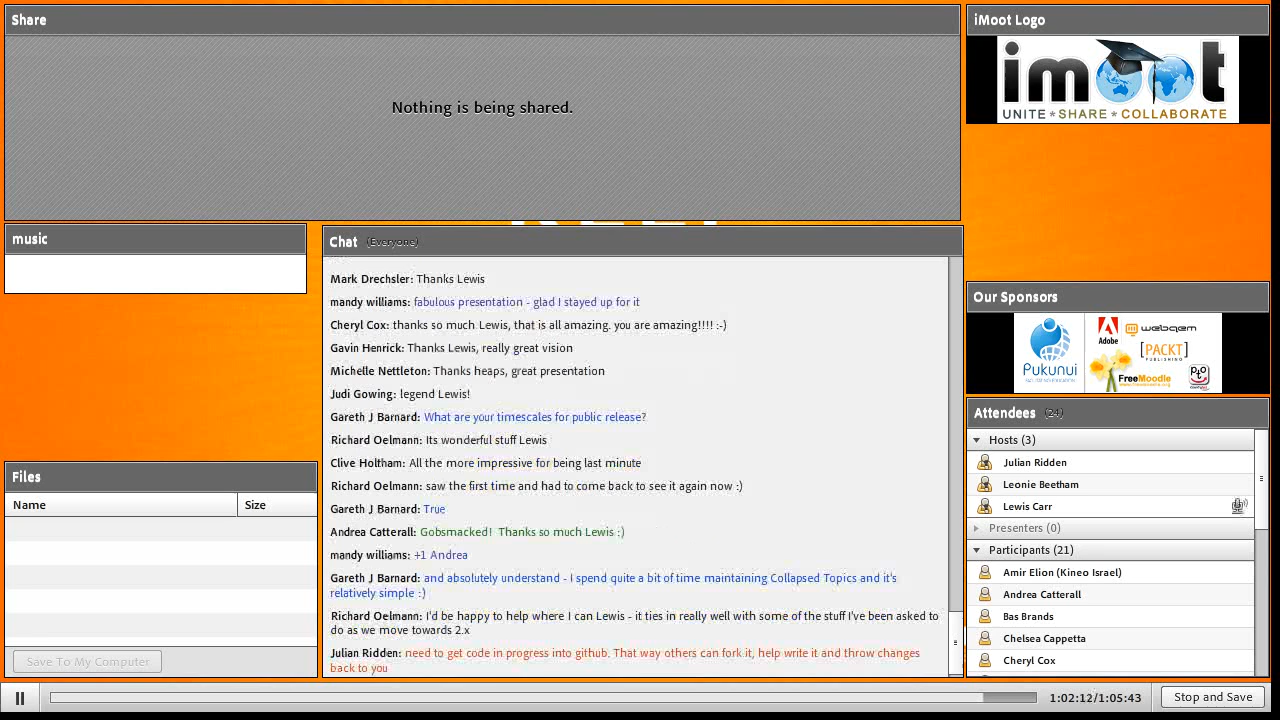 Share
Nothing is being shared.
iMoot Logo
imoot
UNITE * SHARE * COLLABORATE
music
Chat (Everyone)
Mark Drechsler: Thanks Lewis
mandy williams: fabulous presentation - glad I stayed up for it
Cheryl Cox: thanks so much Lewis, that is all amazing. you are amazing!!!! :-)
Gavin Henrick: Thanks Lewis, really great vision
Michelle Nettleton: Thanks heaps, great presentation
Judi Gowing: legend Lewis!
Gareth J Barnard: What are your timescales for public release?
Richard Oelmann: Its wonderful stuff Lewis
Clive Holtham: All the more impressive for being last minute
Richard Oelmann: saw the first time and had to come back to see it again now :)
Gareth J Barnard: True
Andrea Catterall: Gobsmacked! Thanks so much Lewis :)
mandy williams: +1 Andrea
Gareth J Barnard: and absolutely understand - I spend quite a bit of time maintaining Collapsed Topics and it's
relatively simple :)
Richard Oelmann: I'd be happy to help where I can Lewis - it ties in really well with some of the stuff I've been asked to
do as we move towards 2.x
Julian Ridden: need to get code in progress into github. That way others can fork it, help write it and throw changes
back to you
Our Sponsors
Pukunui
Adobe
webqem
[PACKT]
PUBLISHING
FreeMoodle
Attendees (24)
Hosts (3)
Julian Ridden
Leonie Beetham
Lewis Carr
Presenters (0)
Participants (21)
Amir Elion (Kineo Israel)
Andrea Catterall
Bas Brands
Chelsea Cappetta
Cheryl Cox
Files
Name Size
Save To My Computer
1:02:12/1:05:43
Stop and Save